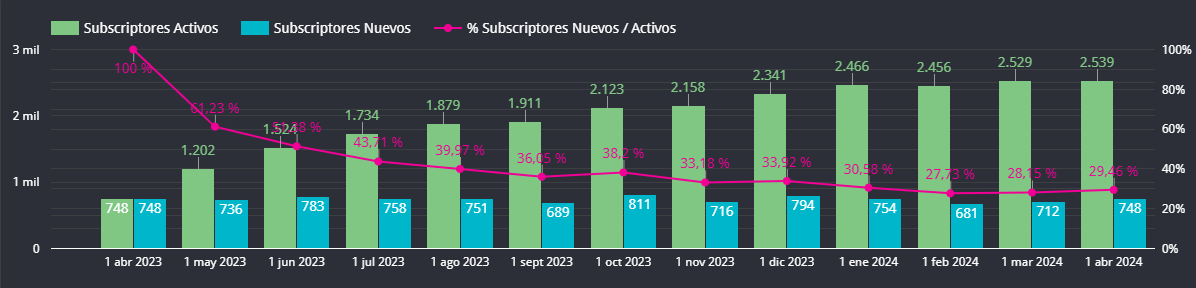 Subscriptores Activos Subscriptores Nuevos % Subscriptores Nuevos / Activos
3 mil 100%
2 mil 80%
60%
1 mil 40%
20%
0 0%
100 % 61,23 % 51,38 % 43,71 % 39,97 % 36,05 % 38,2 % 33,18 % 33,92 % 30,58 % 27,73 % 28,15 % 29,46 %
1.202 1.524 1.734 1.879 1.911 2.123 2.158 2.341 2.466 2.456 2.529 2.539
748 748 736 783 758 751 689 811 716 794 754 681 712 748
1 abr 2023 1 may 2023 1 jun 2023 1 jul 2023 1 ago 2023 1 sept 2023 1 oct 2023 1 nov 2023 1 dic 2023 1 ene 2024 1 feb 2024 1 mar 2024 1 abr 2024